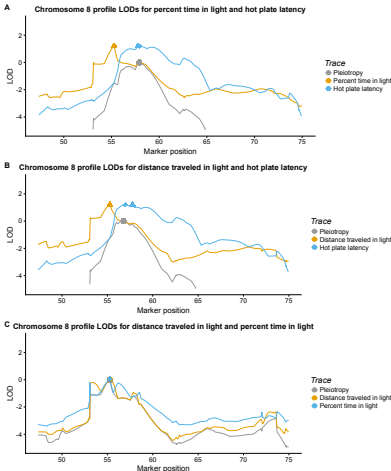 A
Chromosome 8 profile LODs for percent time in light and hot plate latency
2
0
-2
-4
LOD
50
55
60
65
70
75
Marker position
Trace
Pleiotropy
Percent time in light
Hot plate latency
B
Chromosome 8 profile LODs for distance traveled in light and hot plate latency
2
0
-2
-4
LOD
50
55
60
65
70
75
Marker position
Trace
Pleiotropy
Distance traveled in light
Hot plate latency
C
Chromosome 8 profile LODs for distance traveled in light and percent time in light
2
0
-2
-4
LOD
50
55
60
65
70
75
Marker position
Trace
Pleiotropy
Distance traveled in light
Percent time in light